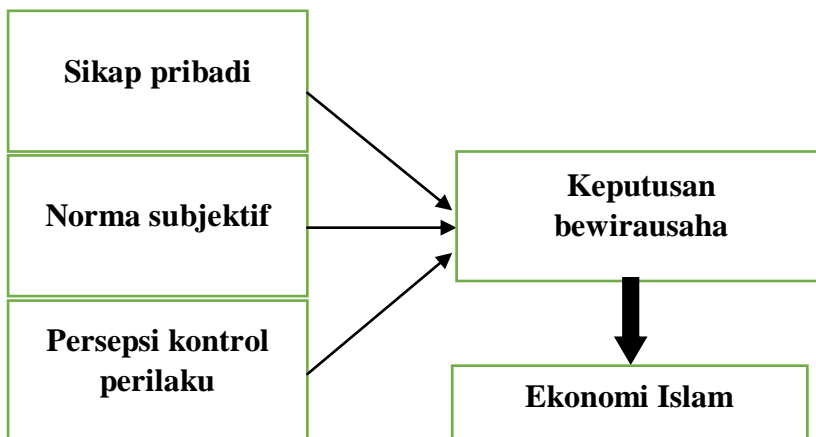 Sikap pribadi
Norma subjektif
Persepsi kontrol
perilaku
Keputusan
bewirausaha
Ekonomi Islam